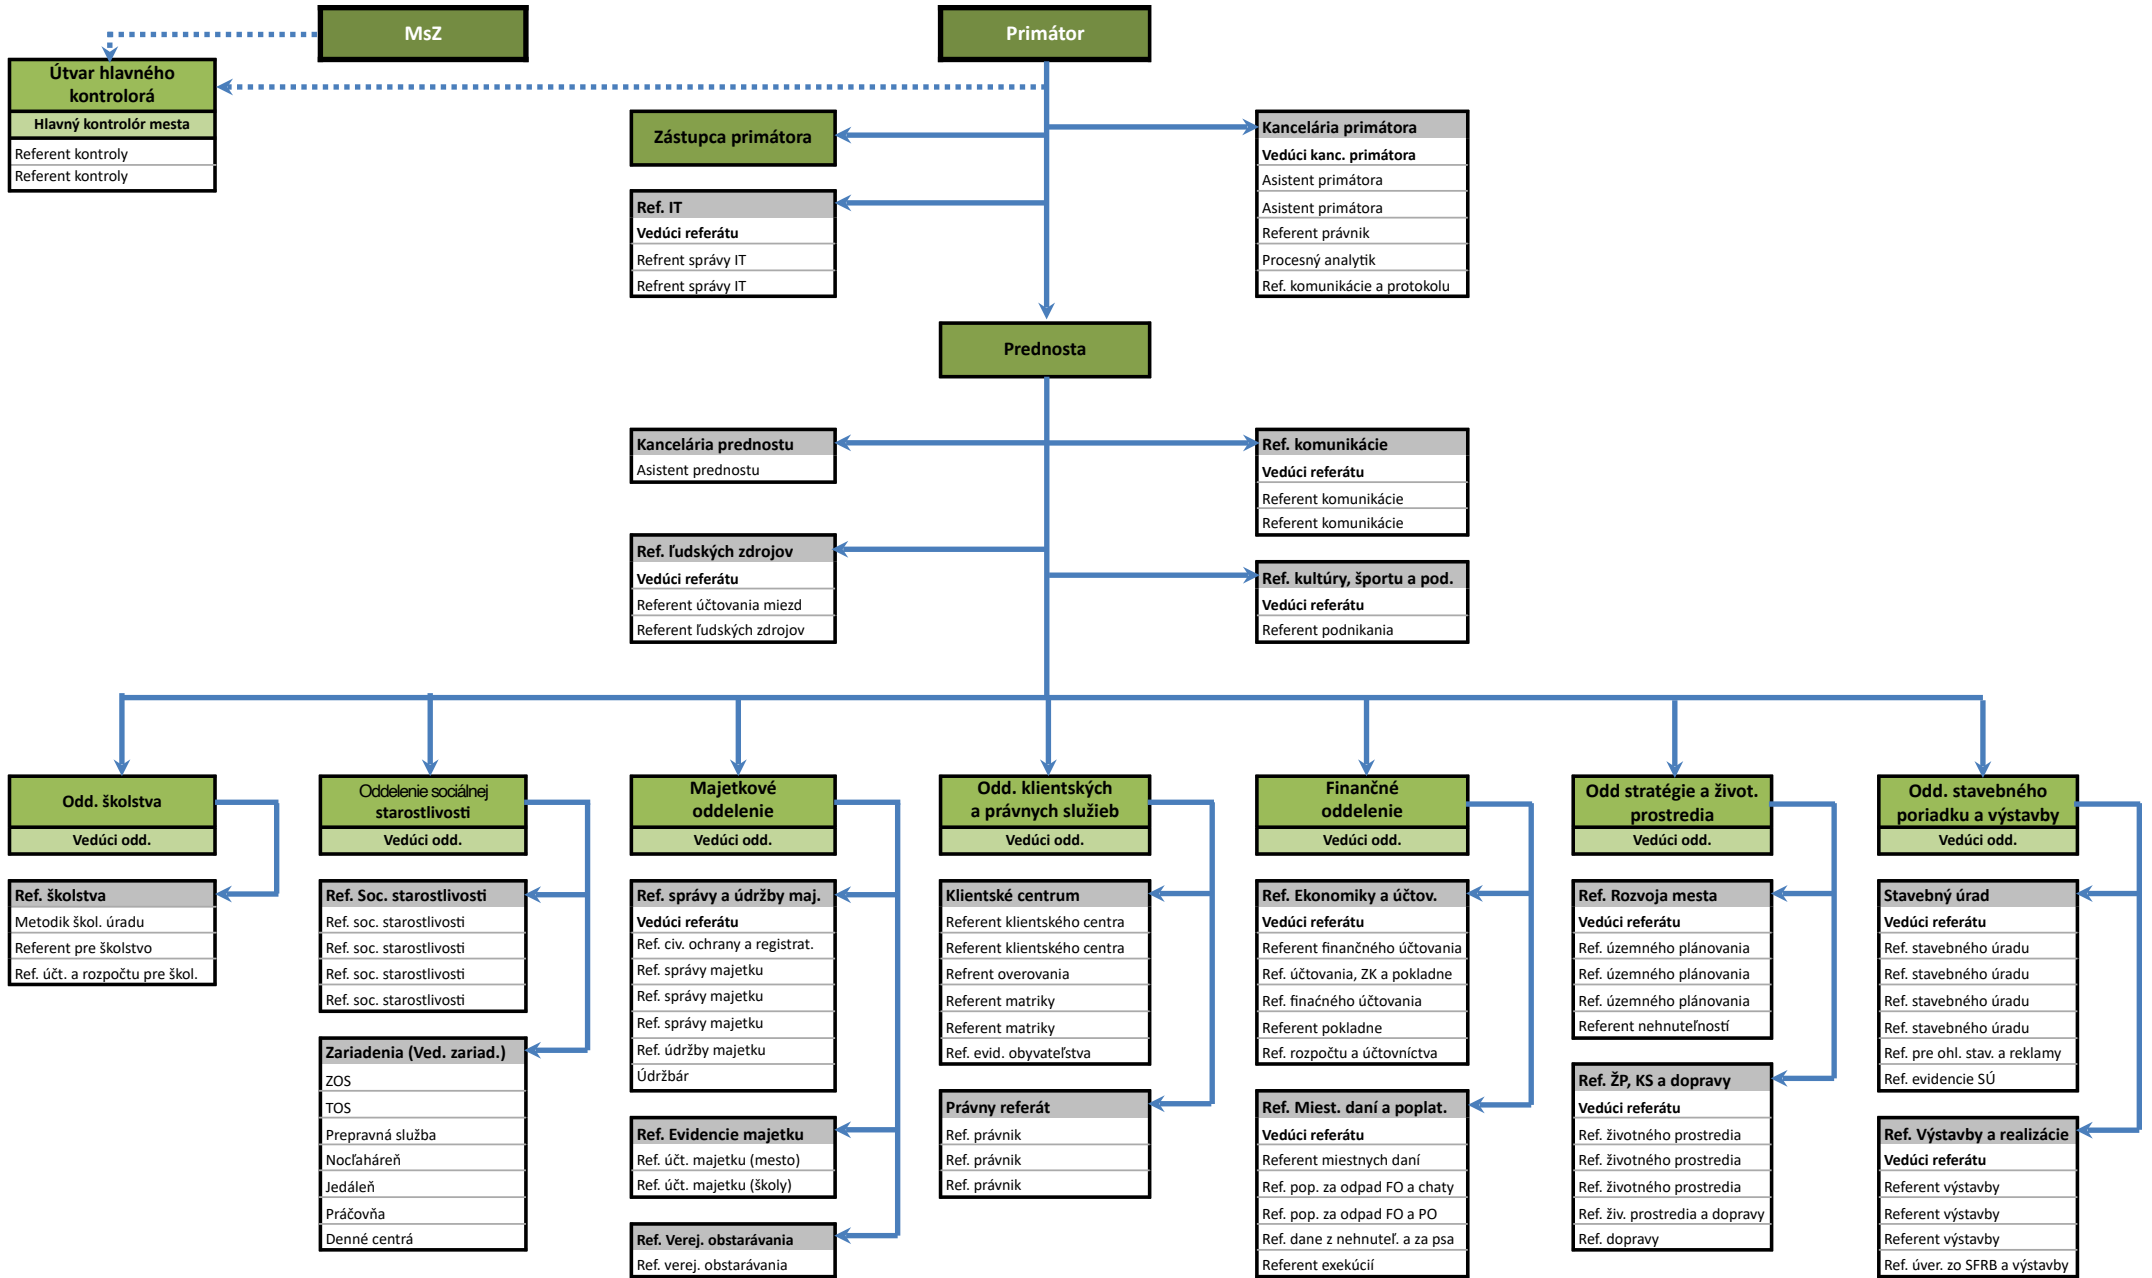 MsZ
Primátor
Útvar hlavného
kontrolorá
Hlavný kontrolór mesta
Referent kontroly
Referent kontroly
Zástupca primátora
Kancelária primátora
Vedúci kanc. primátora
Asistent primátora
Asistent primátora
Referent právnik
Procesný analytik
Ref. komunikácie a protokolu
Ref. IT
Vedúci referátu
Refrent správy IT
Refrent správy IT
Prednosta
Kancelária prednostu
Asistent prednostu
Ref. komunikácie
Vedúci referátu
Referent komunikácie
Referent komunikácie
Ref. ľudských zdrojov
Vedúci referátu
Referent účtovania miezd
Referent ľudských zdrojov
Ref. kultúry, športu a pod.
Vedúci referátu
Referent podnikania
Odd. školstva
Vedúci odd.
Ref. školstva
Metodik škol. úradu
Referent pre školstvo
Ref. účt. a rozpočtu pre škol.
Oddelenie sociálnej
starostlivosti
Vedúci odd.
Ref. Soc. starostlivosti
Ref. soc. starostlivosti
Ref. soc. starostlivosti
Ref. soc. starostlivosti
Ref. soc. starostlivosti
Zariadenia (Ved. zariad.)
ZOS
TOS
Prepravná služba
Nocľaháreň
Jedáleň
Práčovňa
Denné centrá
Majetkové
oddelenie
Vedúci odd.
Ref. správy a údržby maj.
Vedúci referátu
Ref. civ. ochrany a registrat.
Ref. správy majetku
Ref. správy majetku
Ref. správy majetku
Ref. údržby majetku
Údržbár
Ref. Evidencie majetku
Ref. účt. majetku (mesto)
Ref. účt. majetku (školy)
Ref. Verej. obstarávania
Ref. verej. obstarávania
Odd. klientských
a právnych služieb
Vedúci odd.
Klientské centrum
Referent klientského centra
Referent klientského centra
Refrent overovania
Referent matriky
Referent matriky
Ref. evid. obyvateľstva
Právny referát
Ref. právnik
Ref. právnik
Ref. právnik
Finančné
oddelenie
Vedúci odd.
Ref. Ekonomiky a účtov.
Vedúci referátu
Referent finančného účtovania
Ref. účtovania, ZK a pokladne
Ref. finaćného účtovania
Referent pokladne
Ref. rozpočtu a účtovníctva
Ref. Miest. daní a poplat.
Vedúci referátu
Referent miestnych daní
Ref. pop. za odpad FO a chaty
Ref. pop. za odpad FO a PO
Ref. dane z nehnuteľ. a za psa
Referent exekúcií
Odd stratégie a život.
prostredia
Vedúci odd.
Ref. Rozvoja mesta
Vedúci referátu
Ref. územného plánovania
Ref. územného plánovania
Ref. územného plánovania
Referent nehnuteľností
Ref. ŽP, KS a dopravy
Vedúci referátu
Ref. životného prostredia
Ref. životného prostredia
Ref. životného prostredia
Ref. živ. prostredia a dopravy
Ref. dopravy
Odd. stavebného
poriadku a výstavby
Vedúci odd.
Stavebný úrad
Vedúci referátu
Ref. stavebného úradu
Ref. stavebného úradu
Ref. stavebného úradu
Ref. stavebného úradu
Ref. pre ohl. stav. a reklamy
Ref. evidencie SÚ
Ref. Výstavby a realizácie
Vedúci referátu
Referent výstavby
Referent výstavby
Referent výstavby
Ref. úver. zo SFRB a výstavby